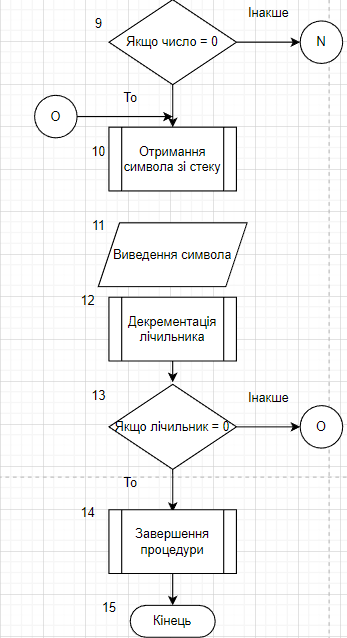 9
Інакше
Якщо число = 0
N
То
О
10
Отримання
символа зі стеку
11
Виведення символа
12
Декрементація
лічильника
13
Інакше
Якщо лічильник = 0
О
То
14
Завершення
процедури
15
Кінець